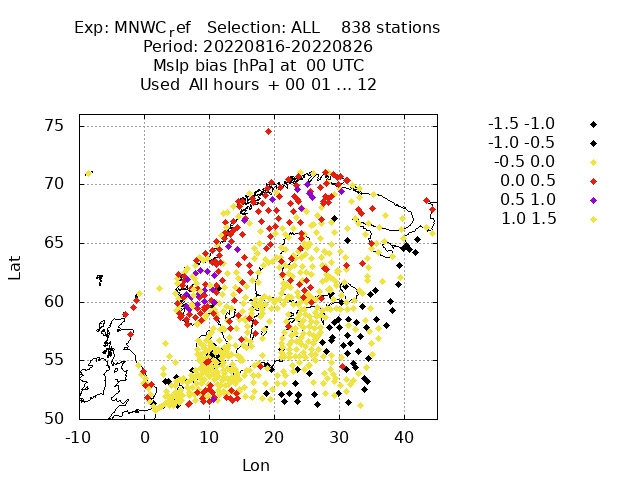 Exp: MNWC_ref Selection: ALL 838 stations
Period: 20220816-20220826
Mslp bias [hPa] at 00 UTC
Used All hours + 00 01 ... 12
-1.5 -1.0
-1.0 -0.5
-0.5 0.0
0.0 0.5
0.5 1.0
1.0 1.5
75
70
65
60
55
50
Lat
-10 0 10 20 30 40
Lon